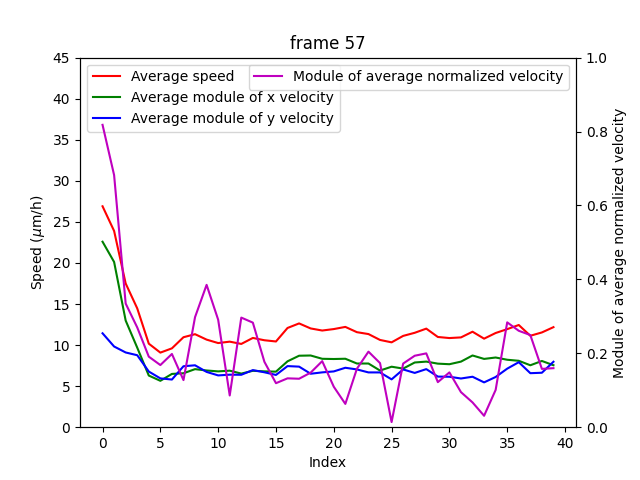 frame 57
Average speed
Average module of x velocity
Average module of y velocity
Module of average normalized velocity
Speed (μm/h)
45
40
35
30
25
20
15
10
5
0
1.0
0.8
0.6
0.4
0.2
0.0
Module of average normalized velocity
0 5 10 15 20 25 30 35 40
Index